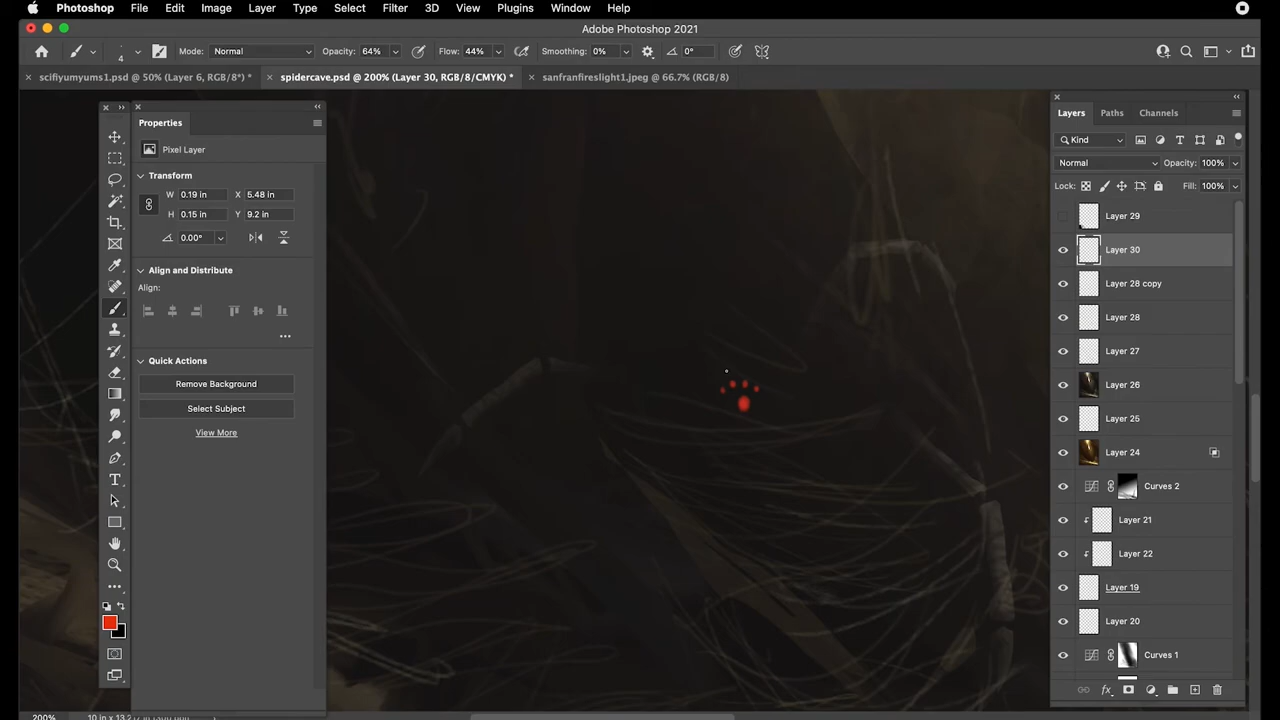 Photoshop File Edit Image Layer Type Select Filter 3D View Plugins Window Help
Adobe Photoshop 2021
4 Mode: Normal Opacity: 64% Flow: 44% Smoothing: 0% 0°
scifiyumyums1.psd @ 50% (Layer 6, RGB/8*) * spidercave.psd @ 200% (Layer 30, RGB/8/CMYK) * sanfranfireslight1.jpeg @ 66.7% (RGB/8)
Properties
Pixel Layer
Transform
W 0.19 in X 5.48 in
H 0.15 in Y 9.2 in
0.00°
Align and Distribute
Align:
Quick Actions
Remove Background
Select Subject
View More
Layers Paths Channels
Kind
Normal Opacity: 100%
Lock: Fill: 100%
Layer 29
Layer 30
Layer 28 copy
Layer 28
Layer 27
Layer 26
Layer 25
Layer 24
Curves 2
Layer 21
Layer 22
Layer 19
Layer 20
Curves 1
fx
200%